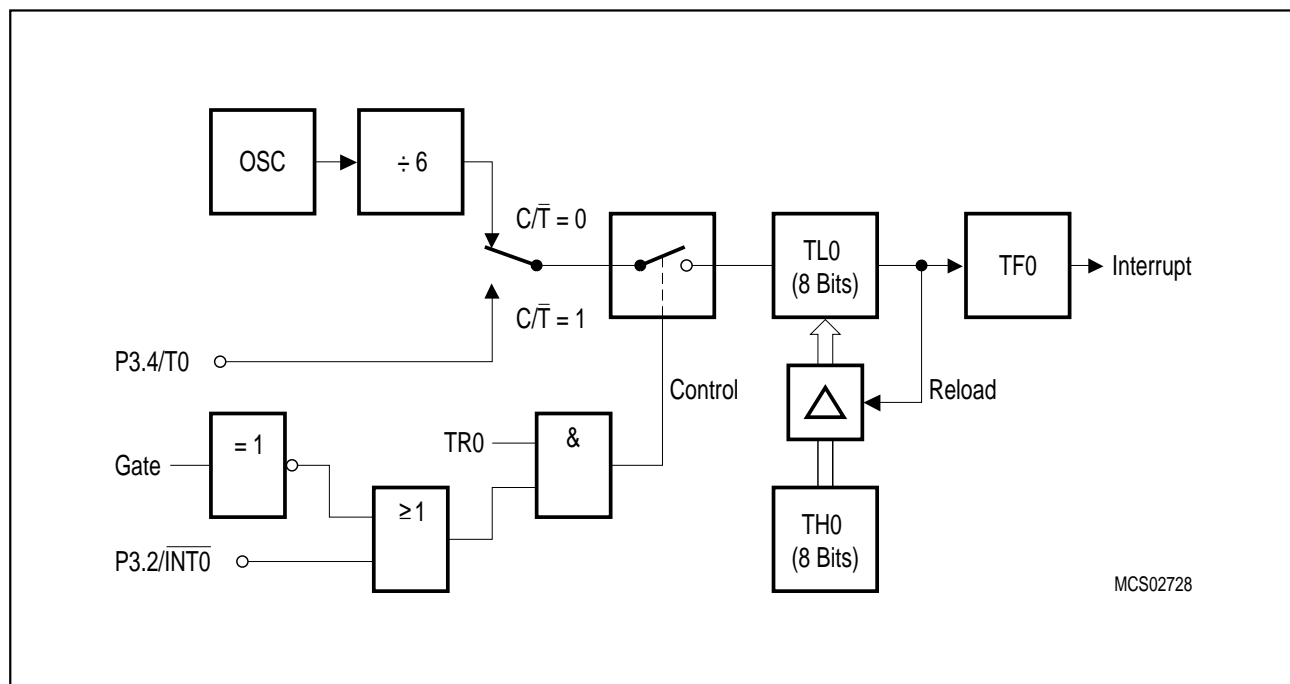 OSC
÷ 6
C/T̅ = 0
C/T̅ = 1
P3.4/T0
TL0
(8 Bits)
TF0
Interrupt
Control
Reload
Gate
= 1
TR0
&
≥1
P3.2/I̅N̅T̅0̅
TH0
(8 Bits)
MCS02728